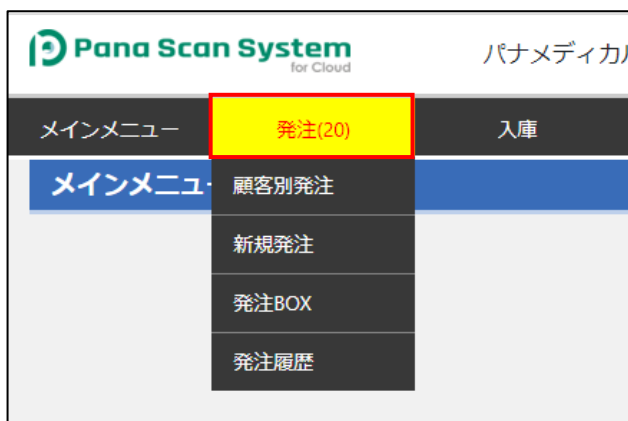 Pana Scan System
for Cloud
パナメディカル
メインメニュー
発注(20)
入庫
メインメニュー
顧客別発注
新規発注
発注BOX
発注履歴